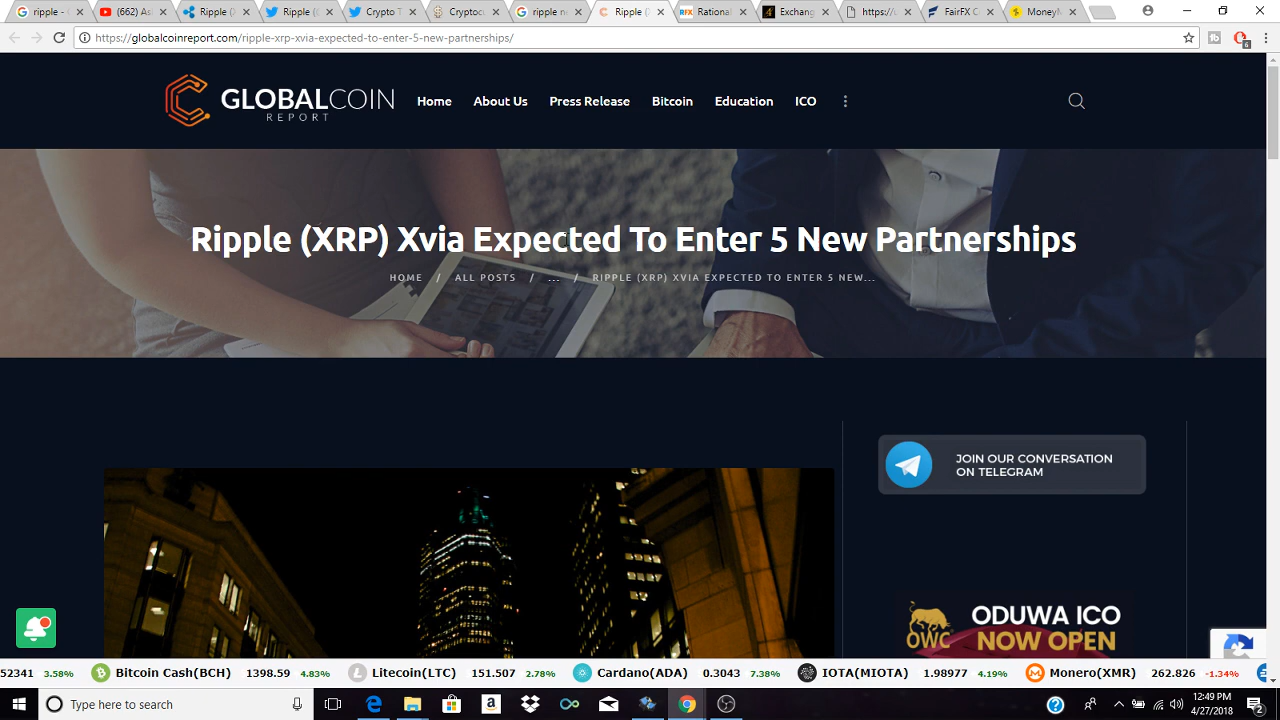 ripple -
(662) As
Ripple (
Ripple (
Crypto T
Cryptocu
ripple ne
Ripple (
RFX Rational
Exchang
https://
FairFX C
MoneyM
https://globalcoinreport.com/ripple-xrp-xvia-expected-to-enter-5-new-partnerships/
6
GLOBALCOIN
REPORT
Home About Us Press Release Bitcoin Education ICO
Ripple (XRP) Xvia Expected To Enter 5 New Partnerships
HOME / ALL POSTS / ... / RIPPLE (XRP) XVIA EXPECTED TO ENTER 5 NEW...
JOIN OUR CONVERSATION
ON TELEGRAM
OWC
ODUWA ICO
NOW OPEN
52341 3.58% Bitcoin Cash(BCH) 1398.59 4.83% Litecoin(LTC) 151.507 2.78% Cardano(ADA) 0.3043 7.38% IOTA(MIOTA) 1.98977 4.19% Monero(XMR) 262.826 -1.34%
Type here to search
12:49 PM
4/27/2018
2